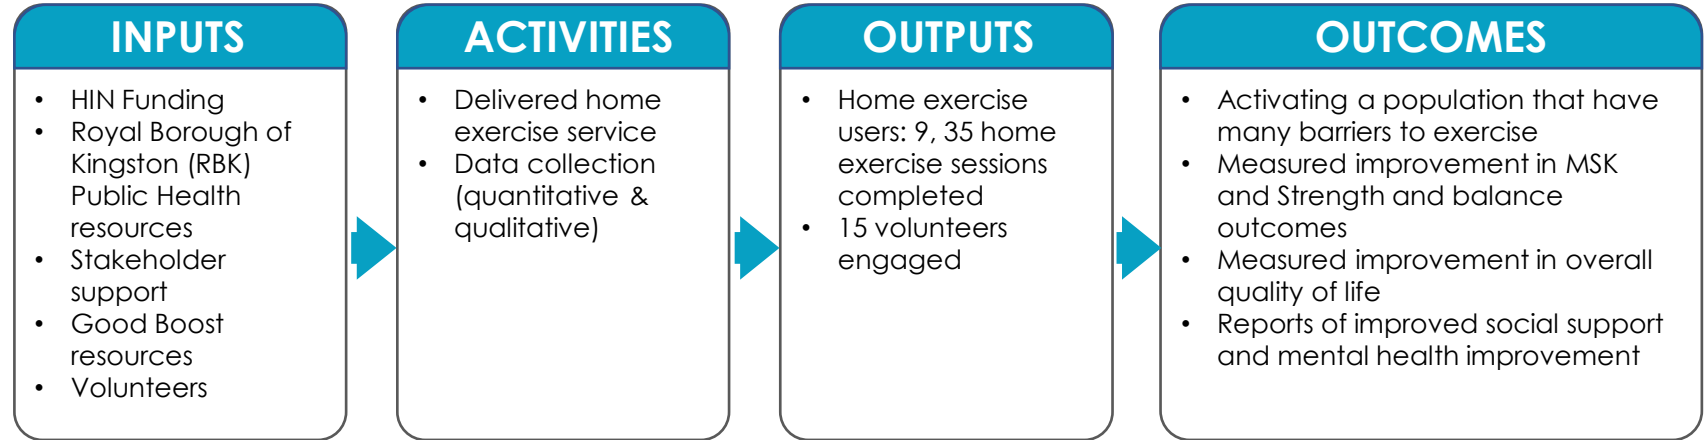 INPUTS
• HIN Funding
• Royal Borough of
Kingston (RBK)
Public Health
resources
• Stakeholder
support
• Good Boost
resources
• Volunteers
ACTIVITIES
• Delivered home
exercise service
• Data collection
(quantitative &
qualitative)
OUTPUTS
• Home exercise
users: 9, 35 home
exercise sessions
completed
• 15 volunteers
engaged
OUTCOMES
• Activating a population that have
many barriers to exercise
• Measured improvement in MSK
and Strength and balance
outcomes
• Measured improvement in overall
quality of life
• Reports of improved social support
and mental health improvement